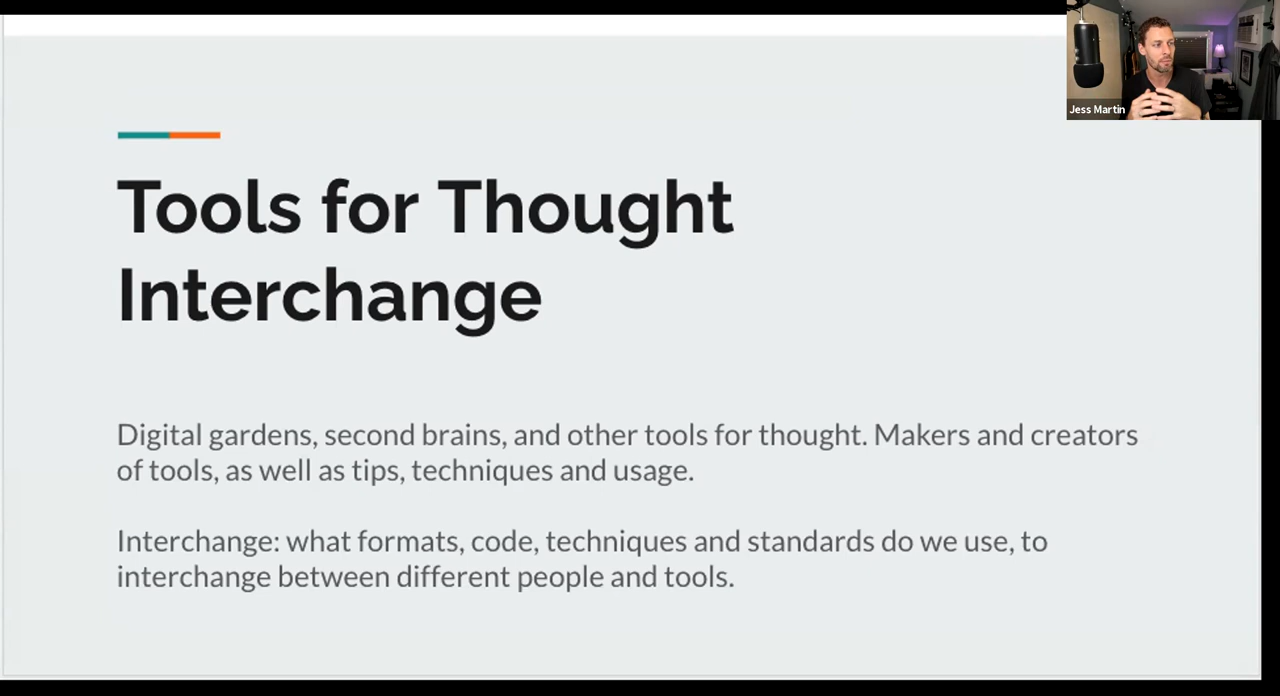 Jess Martin
Tools for Thought
Interchange
Digital gardens, second brains, and other tools for thought. Makers and creators
of tools, as well as tips, techniques and usage.
Interchange: what formats, code, techniques and standards do we use, to
interchange between different people and tools.